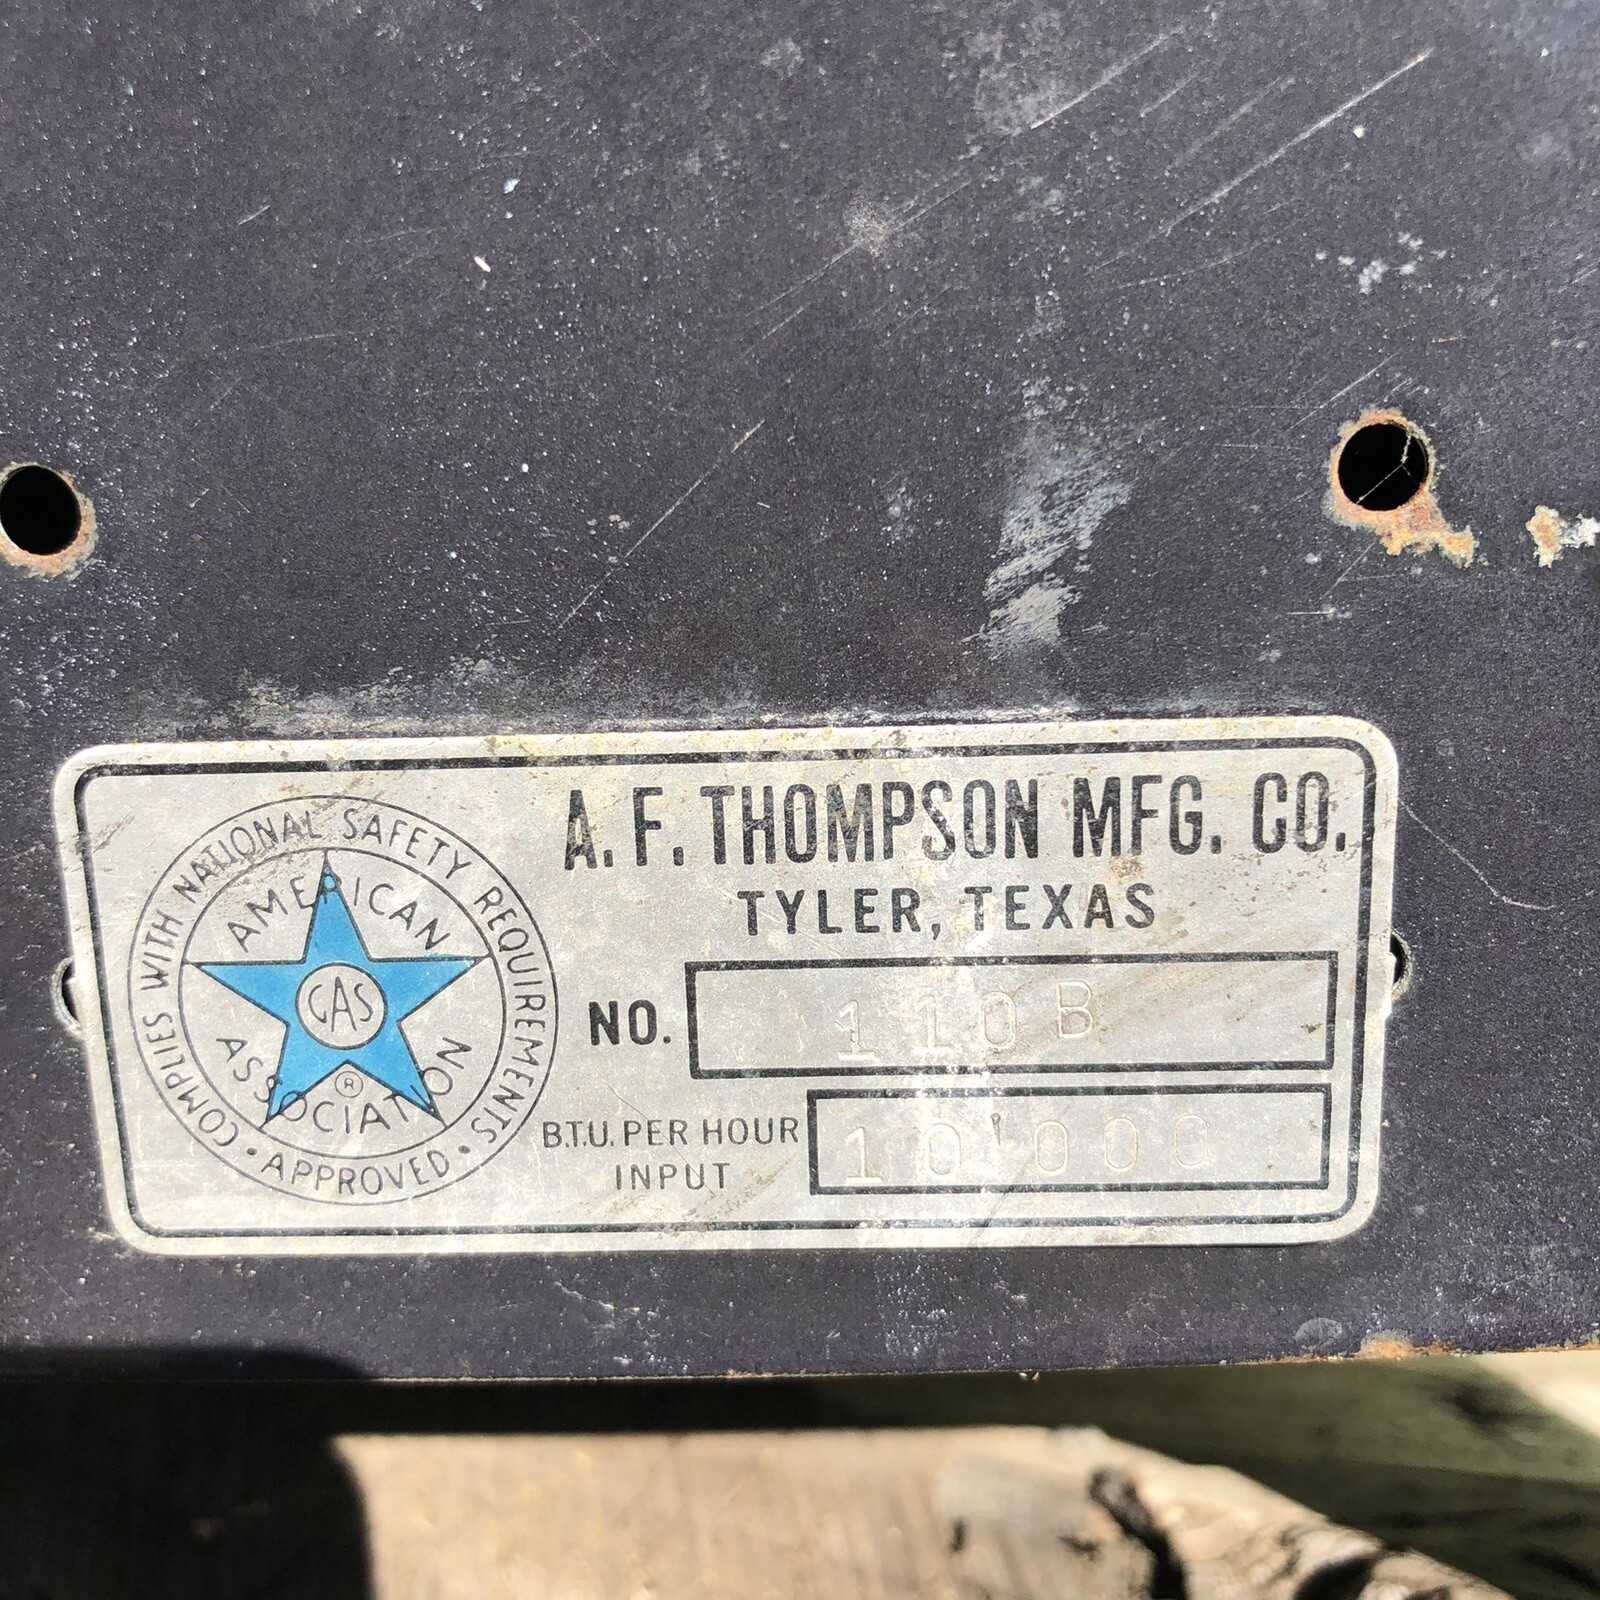 COMPLIES WITH NATIONAL SAFETY REQUIREMENTS
• APPROVED •
AMERICAN
GAS
ASSOCIATION
®
A. F. THOMPSON MFG. CO.
TYLER, TEXAS
NO. 110B
B.T.U. PER HOUR
INPUT
10'000